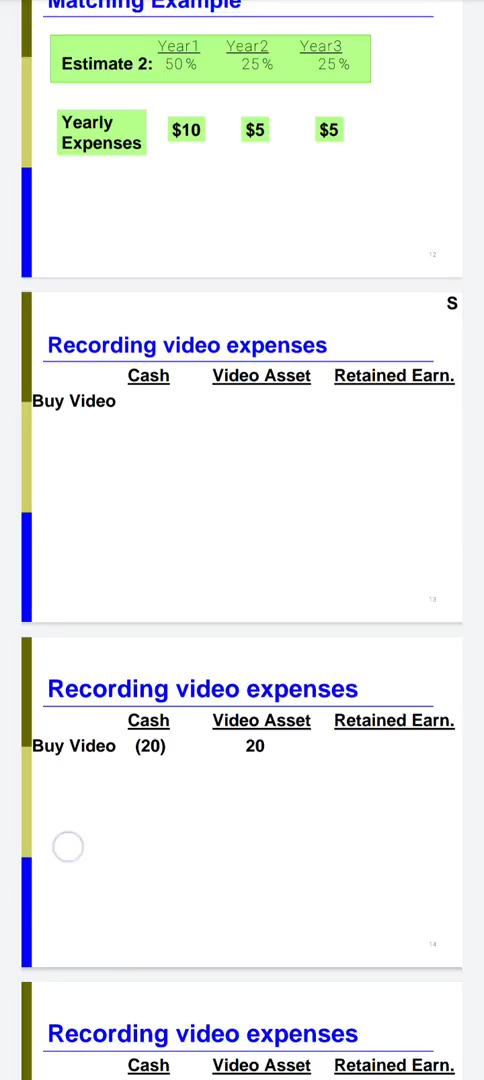 Matching Example
Year1 Year2 Year3
Estimate 2: 50% 25% 25%
Yearly
Expenses $10 $5 $5
12
S
Recording video expenses
Cash Video Asset Retained Earn.
Buy Video
13
Recording video expenses
Cash Video Asset Retained Earn.
Buy Video (20) 20
14
Recording video expenses
Cash Video Asset Retained Earn.